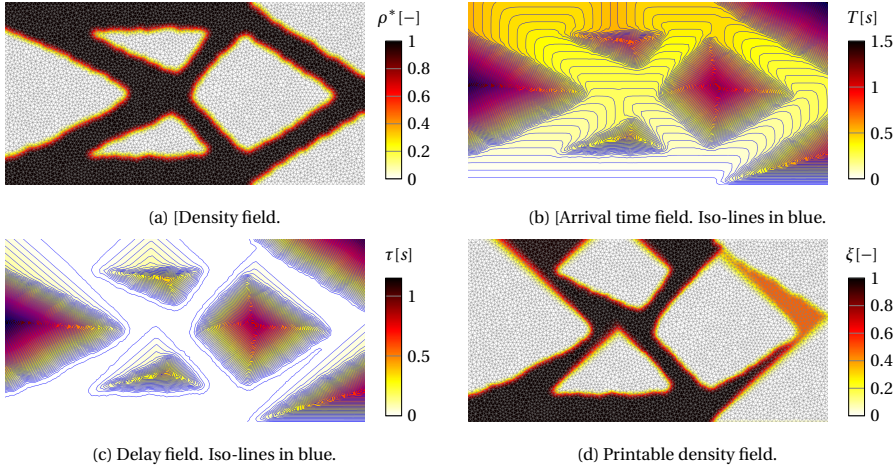 ρ* [−]
1
0.8
0.6
0.4
0.2
0
(a) [Density field.
T [s]
1.5
1
0.5
0
(b) [Arrival time field. Iso-lines in blue.
τ [s]
1
0.5
0
(c) Delay field. Iso-lines in blue.
ξ [−]
1
0.8
0.6
0.4
0.2
0
(d) Printable density field.